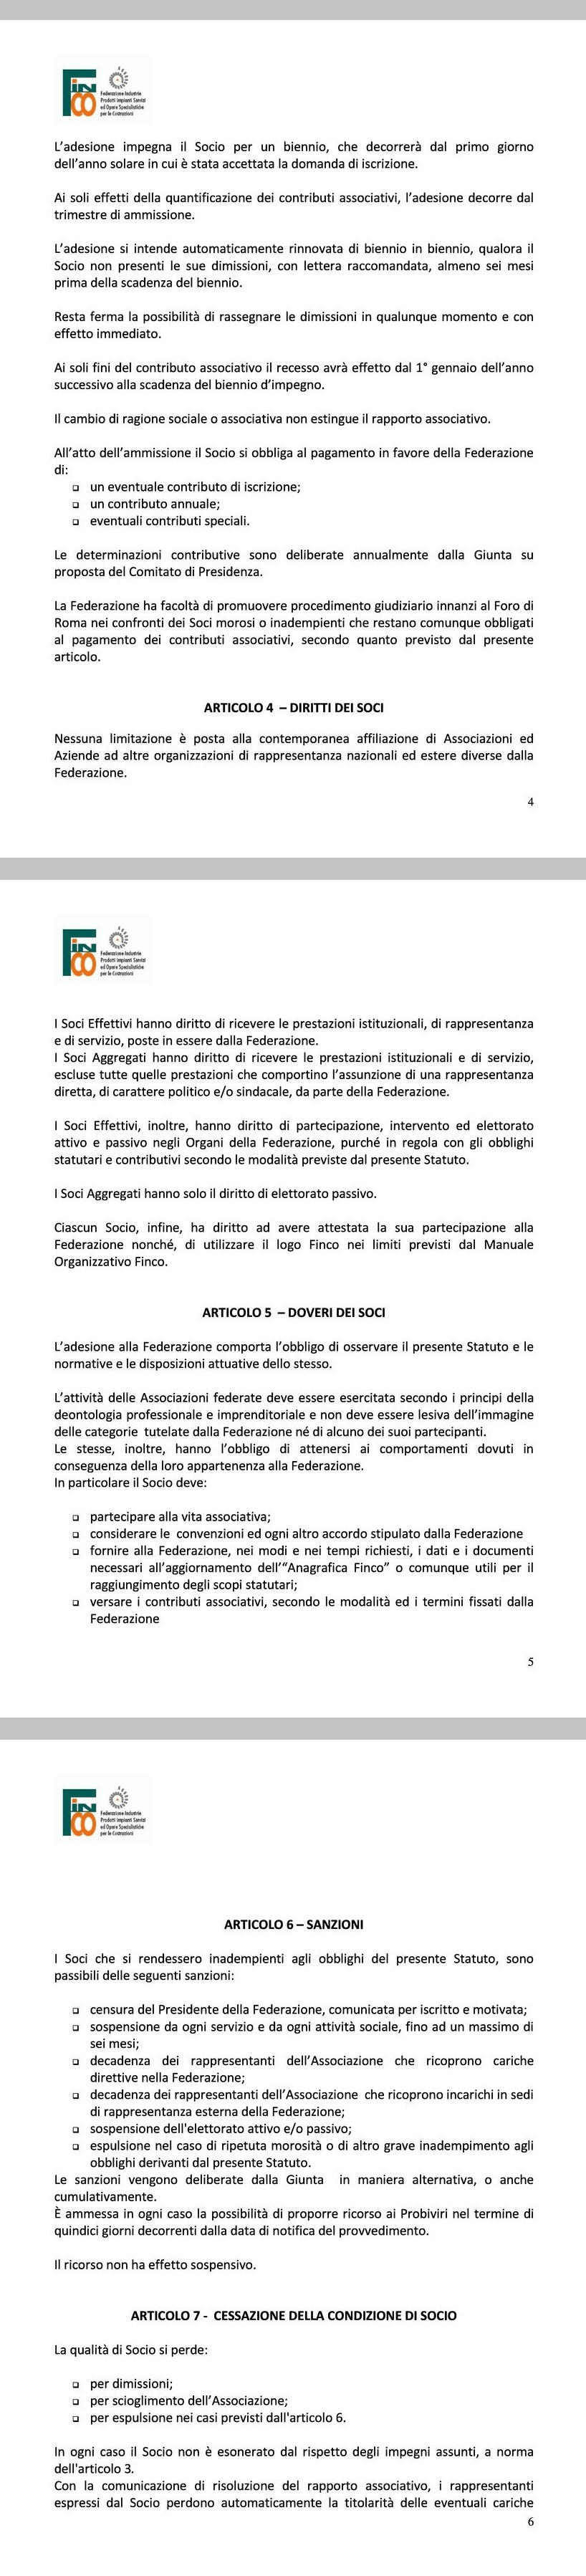 FINCO
Federazione Industrie
Prodotti Impianti Servizi
ed Opere Specialistiche
per le Costruzioni
L'adesione impegna il Socio per un biennio, che decorrerà dal primo giorno
dell'anno solare in cui è stata accettata la domanda di iscrizione.
Ai soli effetti della quantificazione dei contributi associativi, l'adesione decorre dal
trimestre di ammissione.
L'adesione si intende automaticamente rinnovata di biennio in biennio, qualora il
Socio non presenti le sue dimissioni, con lettera raccomandata, almeno sei mesi
prima della scadenza del biennio.
Resta ferma la possibilità di rassegnare le dimissioni in qualunque momento e con
effetto immediato.
Ai soli fini del contributo associativo il recesso avrà effetto dal 1° gennaio dell'anno
successivo alla scadenza del biennio d'impegno.
Il cambio di ragione sociale o associativa non estingue il rapporto associativo.
All'atto dell'ammissione il Socio si obbliga al pagamento in favore della Federazione
di:
❑ un eventuale contributo di iscrizione;
❑ un contributo annuale;
❑ eventuali contributi speciali.
Le determinazioni contributive sono deliberate annualmente dalla Giunta su
proposta del Comitato di Presidenza.
La Federazione ha facoltà di promuovere procedimento giudiziario innanzi al Foro di
Roma nei confronti dei Soci morosi o inadempienti che restano comunque obbligati
al pagamento dei contributi associativi, secondo quanto previsto dal presente
articolo.
ARTICOLO 4 – DIRITTI DEI SOCI
Nessuna limitazione è posta alla contemporanea affiliazione di Associazioni ed
Aziende ad altre organizzazioni di rappresentanza nazionali ed estere diverse dalla
Federazione.
4
FINCO
Federazione Industrie
Prodotti Impianti Servizi
ed Opere Specialistiche
per le Costruzioni
I Soci Effettivi hanno diritto di ricevere le prestazioni istituzionali, di rappresentanza
e di servizio, poste in essere dalla Federazione.
I Soci Aggregati hanno diritto di ricevere le prestazioni istituzionali e di servizio,
escluse tutte quelle prestazioni che comportino l'assunzione di una rappresentanza
diretta, di carattere politico e/o sindacale, da parte della Federazione.
I Soci Effettivi, inoltre, hanno diritto di partecipazione, intervento ed elettorato
attivo e passivo negli Organi della Federazione, purché in regola con gli obblighi
statutari e contributivi secondo le modalità previste dal presente Statuto.
I Soci Aggregati hanno solo il diritto di elettorato passivo.
Ciascun Socio, infine, ha diritto ad avere attestata la sua partecipazione alla
Federazione nonché, di utilizzare il logo Finco nei limiti previsti dal Manuale
Organizzativo Finco.
ARTICOLO 5 – DOVERI DEI SOCI
L'adesione alla Federazione comporta l'obbligo di osservare il presente Statuto e le
normative e le disposizioni attuative dello stesso.
L'attività delle Associazioni federate deve essere esercitata secondo i principi della
deontologia professionale e imprenditoriale e non deve essere lesiva dell'immagine
delle categorie tutelate dalla Federazione né di alcuno dei suoi partecipanti.
Le stesse, inoltre, hanno l'obbligo di attenersi ai comportamenti dovuti in
conseguenza della loro appartenenza alla Federazione.
In particolare il Socio deve:
❑ partecipare alla vita associativa;
❑ considerare le convenzioni ed ogni altro accordo stipulato dalla Federazione
❑ fornire alla Federazione, nei modi e nei tempi richiesti, i dati e i documenti
necessari all'aggiornamento dell'"Anagrafica Finco" o comunque utili per il
raggiungimento degli scopi statutari;
❑ versare i contributi associativi, secondo le modalità ed i termini fissati dalla
Federazione
5
FINCO
Federazione Industrie
Prodotti Impianti Servizi
ed Opere Specialistiche
per le Costruzioni
ARTICOLO 6 – SANZIONI
I Soci che si rendessero inadempienti agli obblighi del presente Statuto, sono
passibili delle seguenti sanzioni:
❑ censura del Presidente della Federazione, comunicata per iscritto e motivata;
❑ sospensione da ogni servizio e da ogni attività sociale, fino ad un massimo di
sei mesi;
❑ decadenza dei rappresentanti dell'Associazione che ricoprono cariche
direttive nella Federazione;
❑ decadenza dei rappresentanti dell'Associazione che ricoprono incarichi in sedi
di rappresentanza esterna della Federazione;
❑ sospensione dell'elettorato attivo e/o passivo;
❑ espulsione nel caso di ripetuta morosità o di altro grave inadempimento agli
obblighi derivanti dal presente Statuto.
Le sanzioni vengono deliberate dalla Giunta in maniera alternativa, o anche
cumulativamente.
È ammessa in ogni caso la possibilità di proporre ricorso ai Probiviri nel termine di
quindici giorni decorrenti dalla data di notifica del provvedimento.
Il ricorso non ha effetto sospensivo.
ARTICOLO 7 - CESSAZIONE DELLA CONDIZIONE DI SOCIO
La qualità di Socio si perde:
❑ per dimissioni;
❑ per scioglimento dell'Associazione;
❑ per espulsione nei casi previsti dall'articolo 6.
In ogni caso il Socio non è esonerato dal rispetto degli impegni assunti, a norma
dell'articolo 3.
Con la comunicazione di risoluzione del rapporto associativo, i rappresentanti
espressi dal Socio perdono automaticamente la titolarità delle eventuali cariche
6